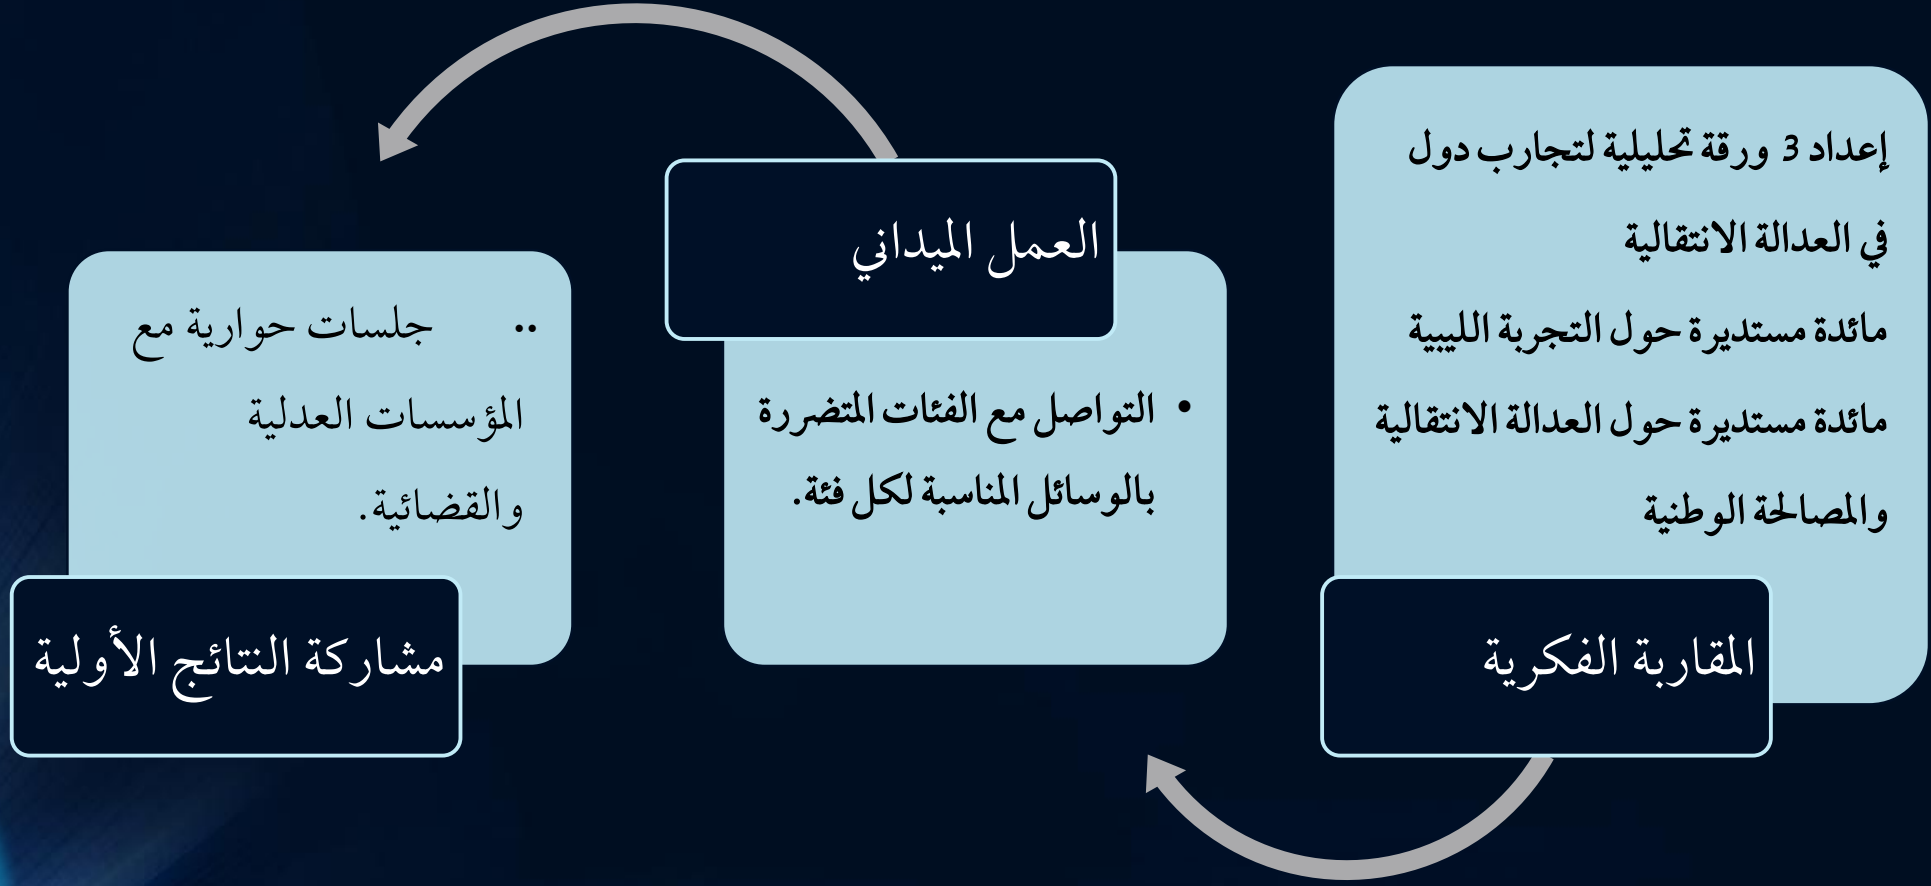 إعداد 3 ورقة تحليلية لتجارب دول
في العدالة الانتقالية
مائدة مستديرة حول التجربة الليبية
مائدة مستديرة حول العدالة الانتقالية
والمصالحة الوطنية
المقاربة الفكرية
العمل الميداني
• التواصل مع الفئات المتضررة
بالوسائل المناسبة لكل فئة.
•• جلسات حوارية مع
المؤسسات العدلية
والقضائية.
مشاركة النتائج الأولية